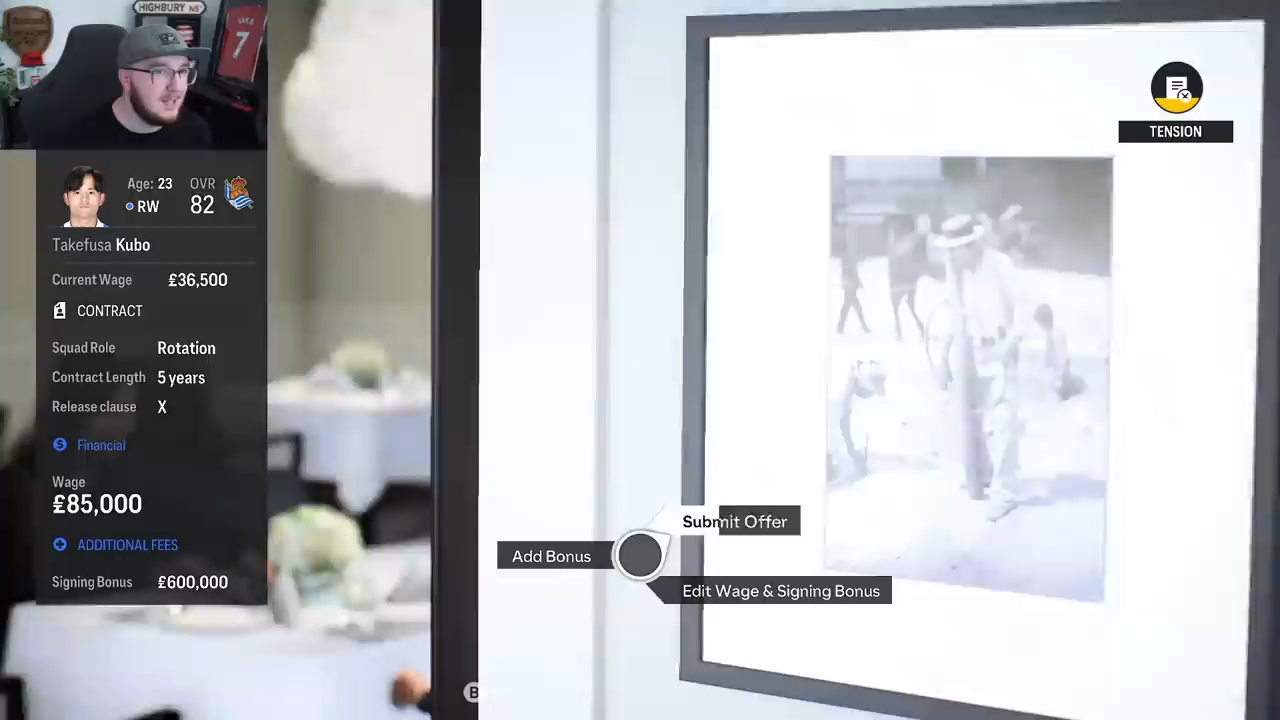 HIGHBURY N5
SAKA
7
TENSION
Age: 23
OVR
RW
82
Takefusa Kubo
Current Wage £36,500
CONTRACT
Squad Role Rotation
Contract Length 5 years
Release clause X
Financial
Wage
£85,000
ADDITIONAL FEES
Signing Bonus £600,000
Submit Offer
Add Bonus
Edit Wage & Signing Bonus
B